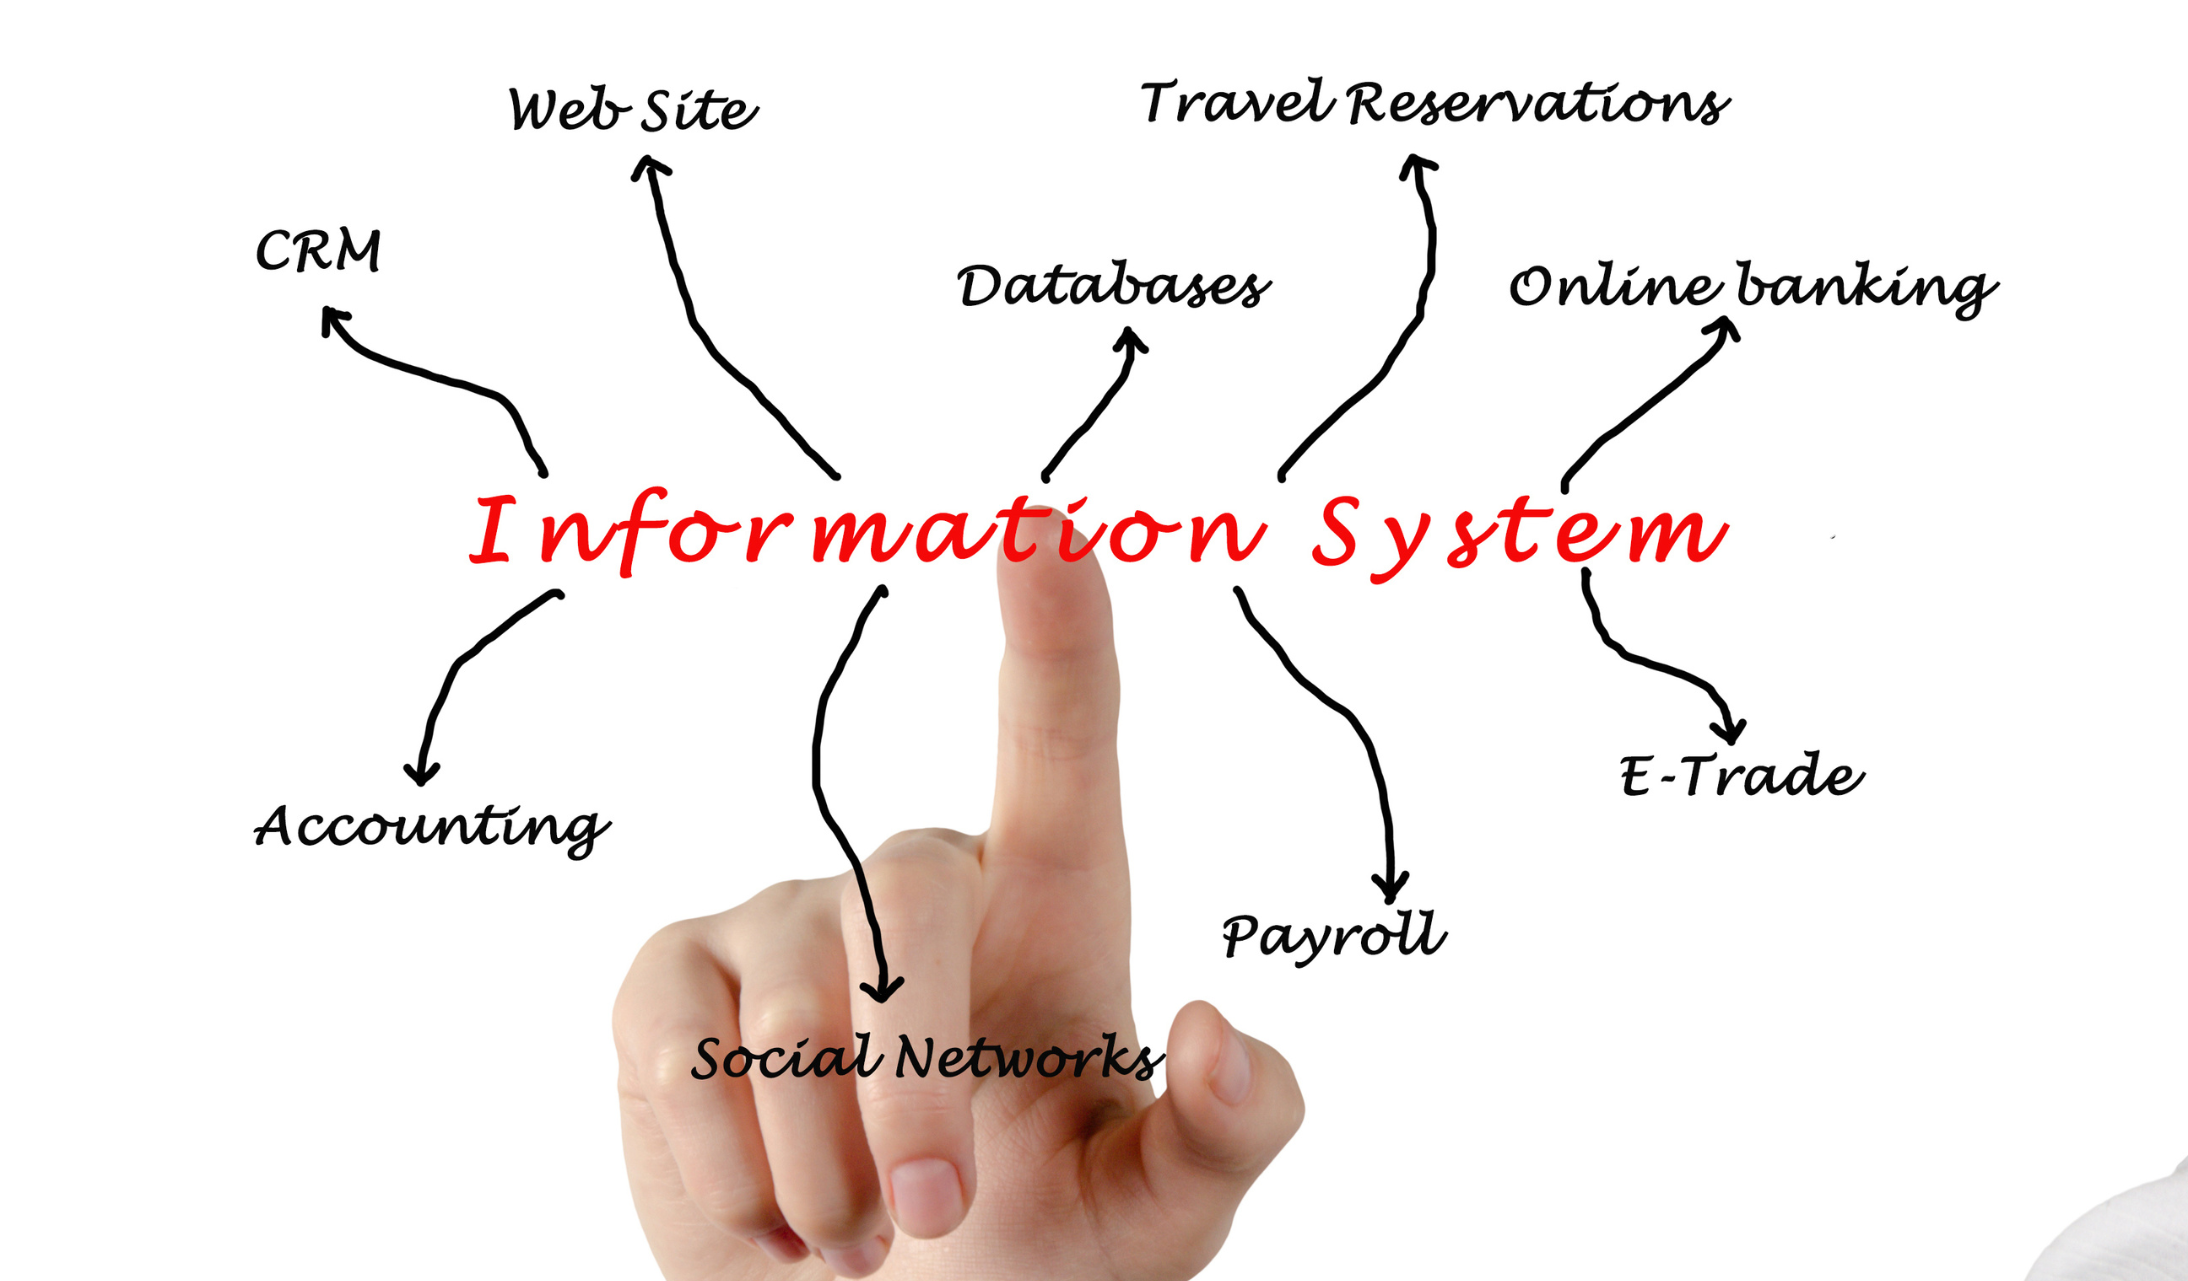 Web Site
Travel Reservations
CRM
Databases
Online banking
Information System
E-Trade
Accounting
Payroll
Social Networks